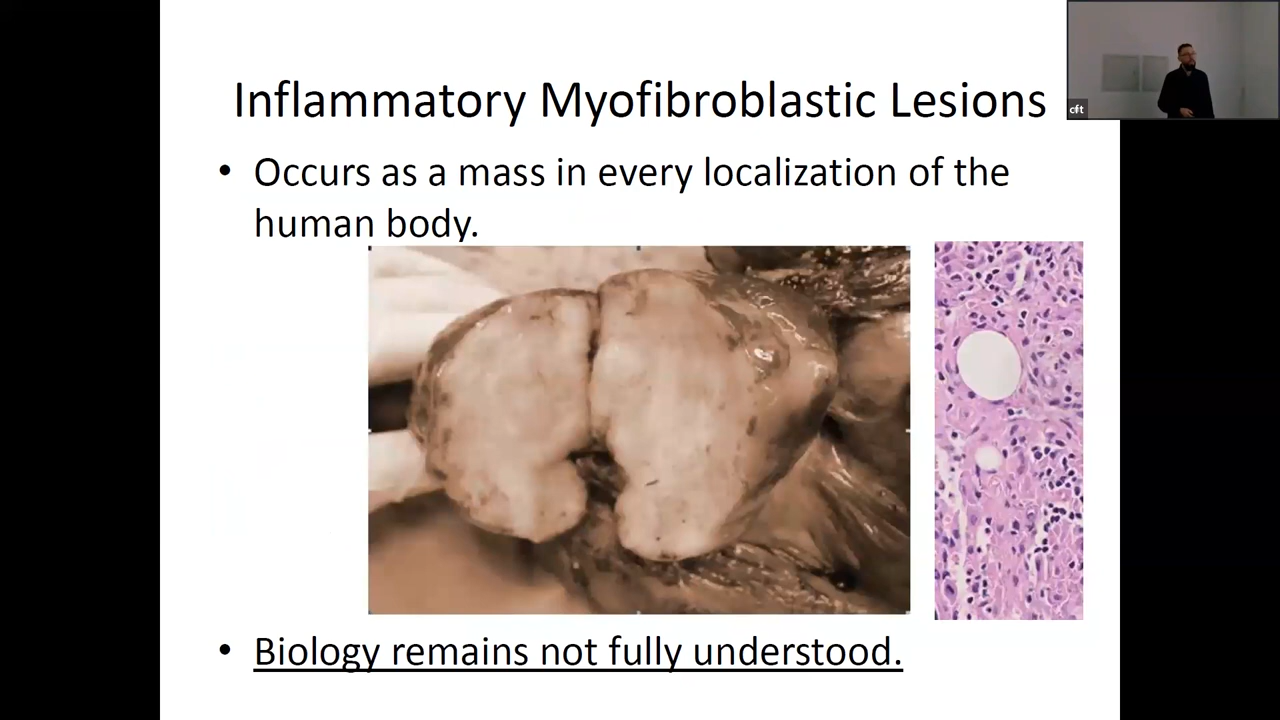 Inflammatory Myofibroblastic Lesions
cft
• Occurs as a mass in every localization of the
human body.
• Biology remains not fully understood.